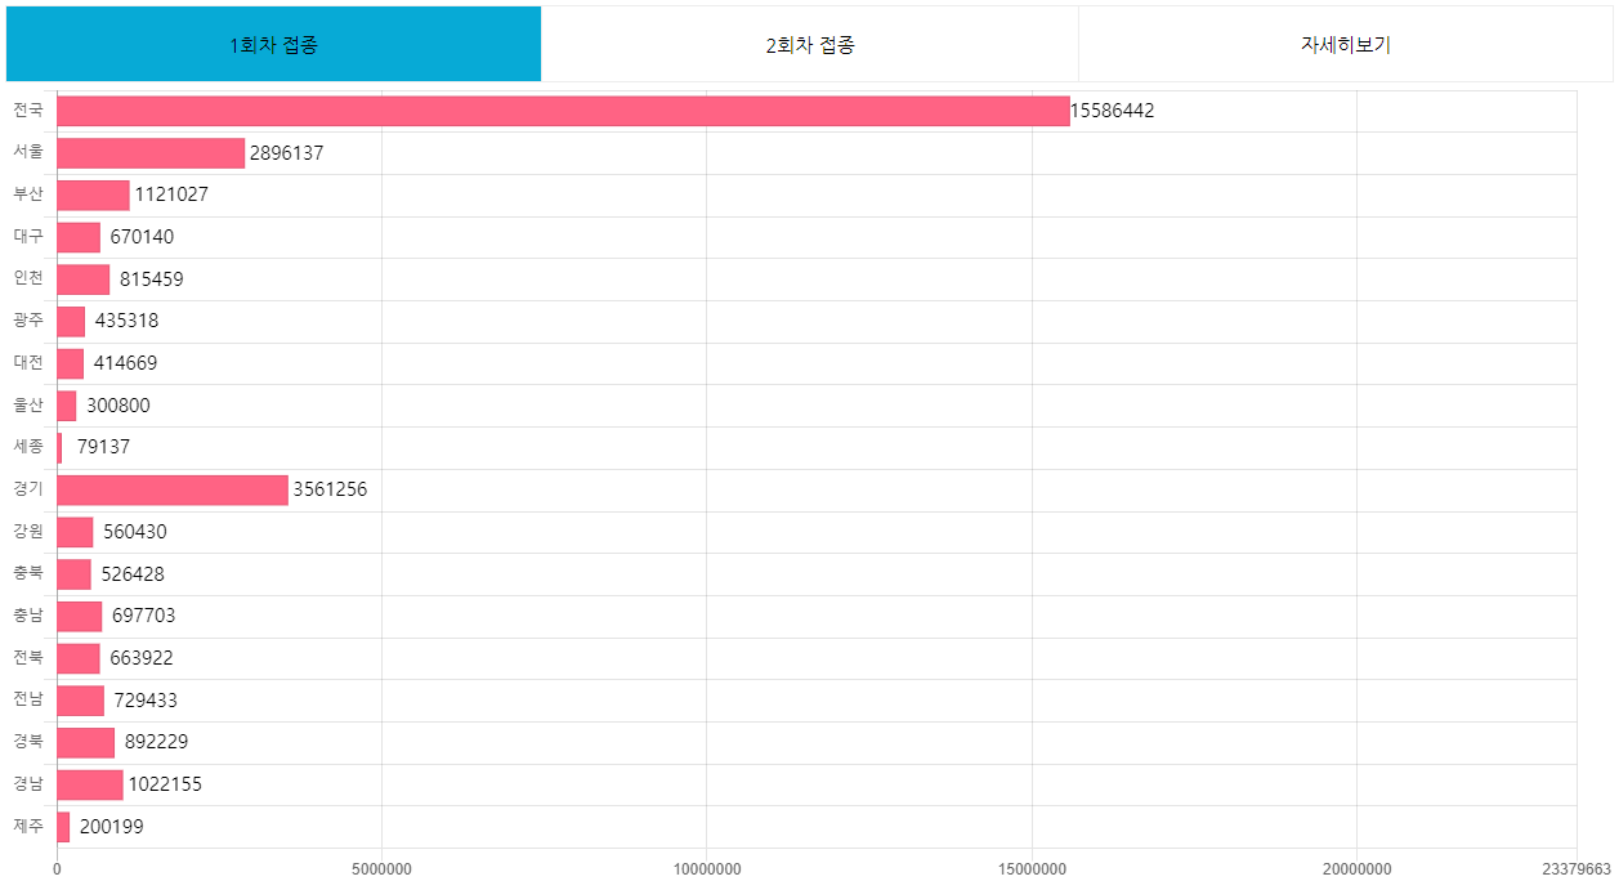 1회차 접종 2회차 접종 자세히보기
전국 15586442
서울 2896137
부산 1121027
대구 670140
인천 815459
광주 435318
대전 414669
울산 300800
세종 79137
경기 3561256
강원 560430
충북 526428
충남 697703
전북 663922
전남 729433
경북 892229
경남 1022155
제주 200199
0 5000000 10000000 15000000 20000000 23379663